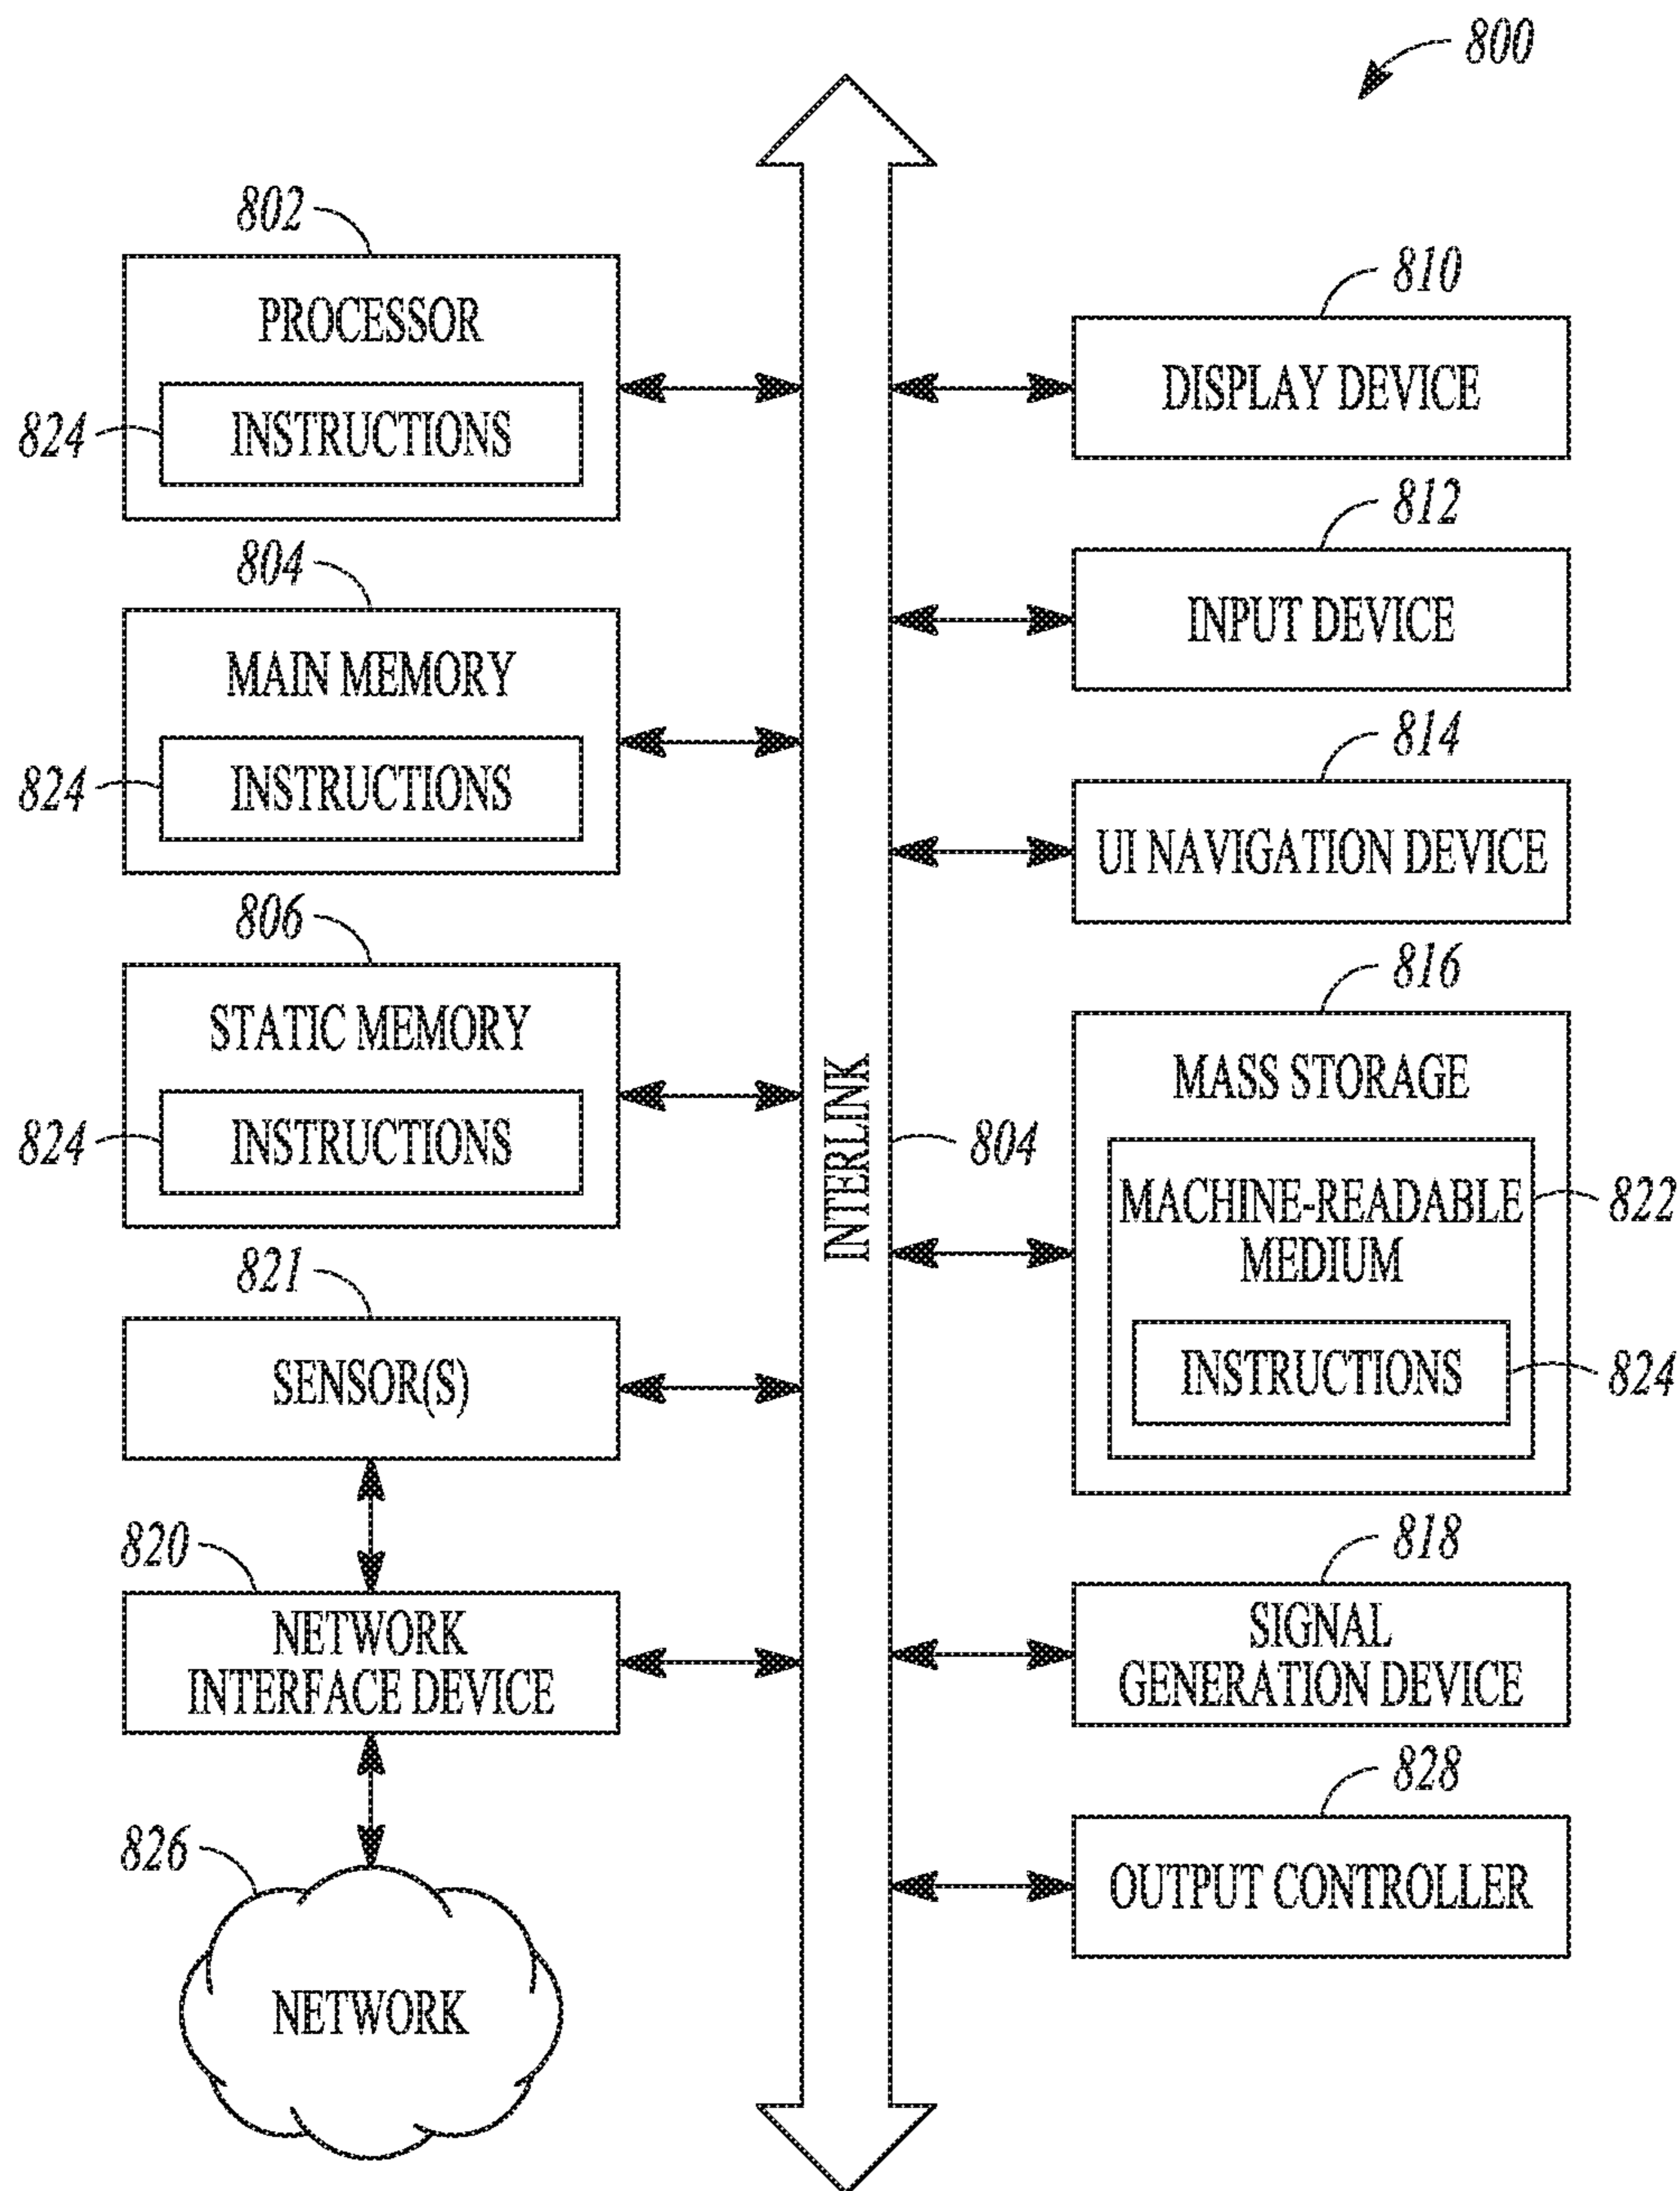 800
802
PROCESSOR
824
INSTRUCTIONS
804
MAIN MEMORY
824
INSTRUCTIONS
806
STATIC MEMORY
824
INSTRUCTIONS
821
SENSOR(S)
820
NETWORK
INTERFACE DEVICE
826
NETWORK
INTERLINK
804
810
DISPLAY DEVICE
812
INPUT DEVICE
814
UI NAVIGATION DEVICE
816
MASS STORAGE
MACHINE-READABLE
MEDIUM
822
INSTRUCTIONS
824
818
SIGNAL
GENERATION DEVICE
828
OUTPUT CONTROLLER